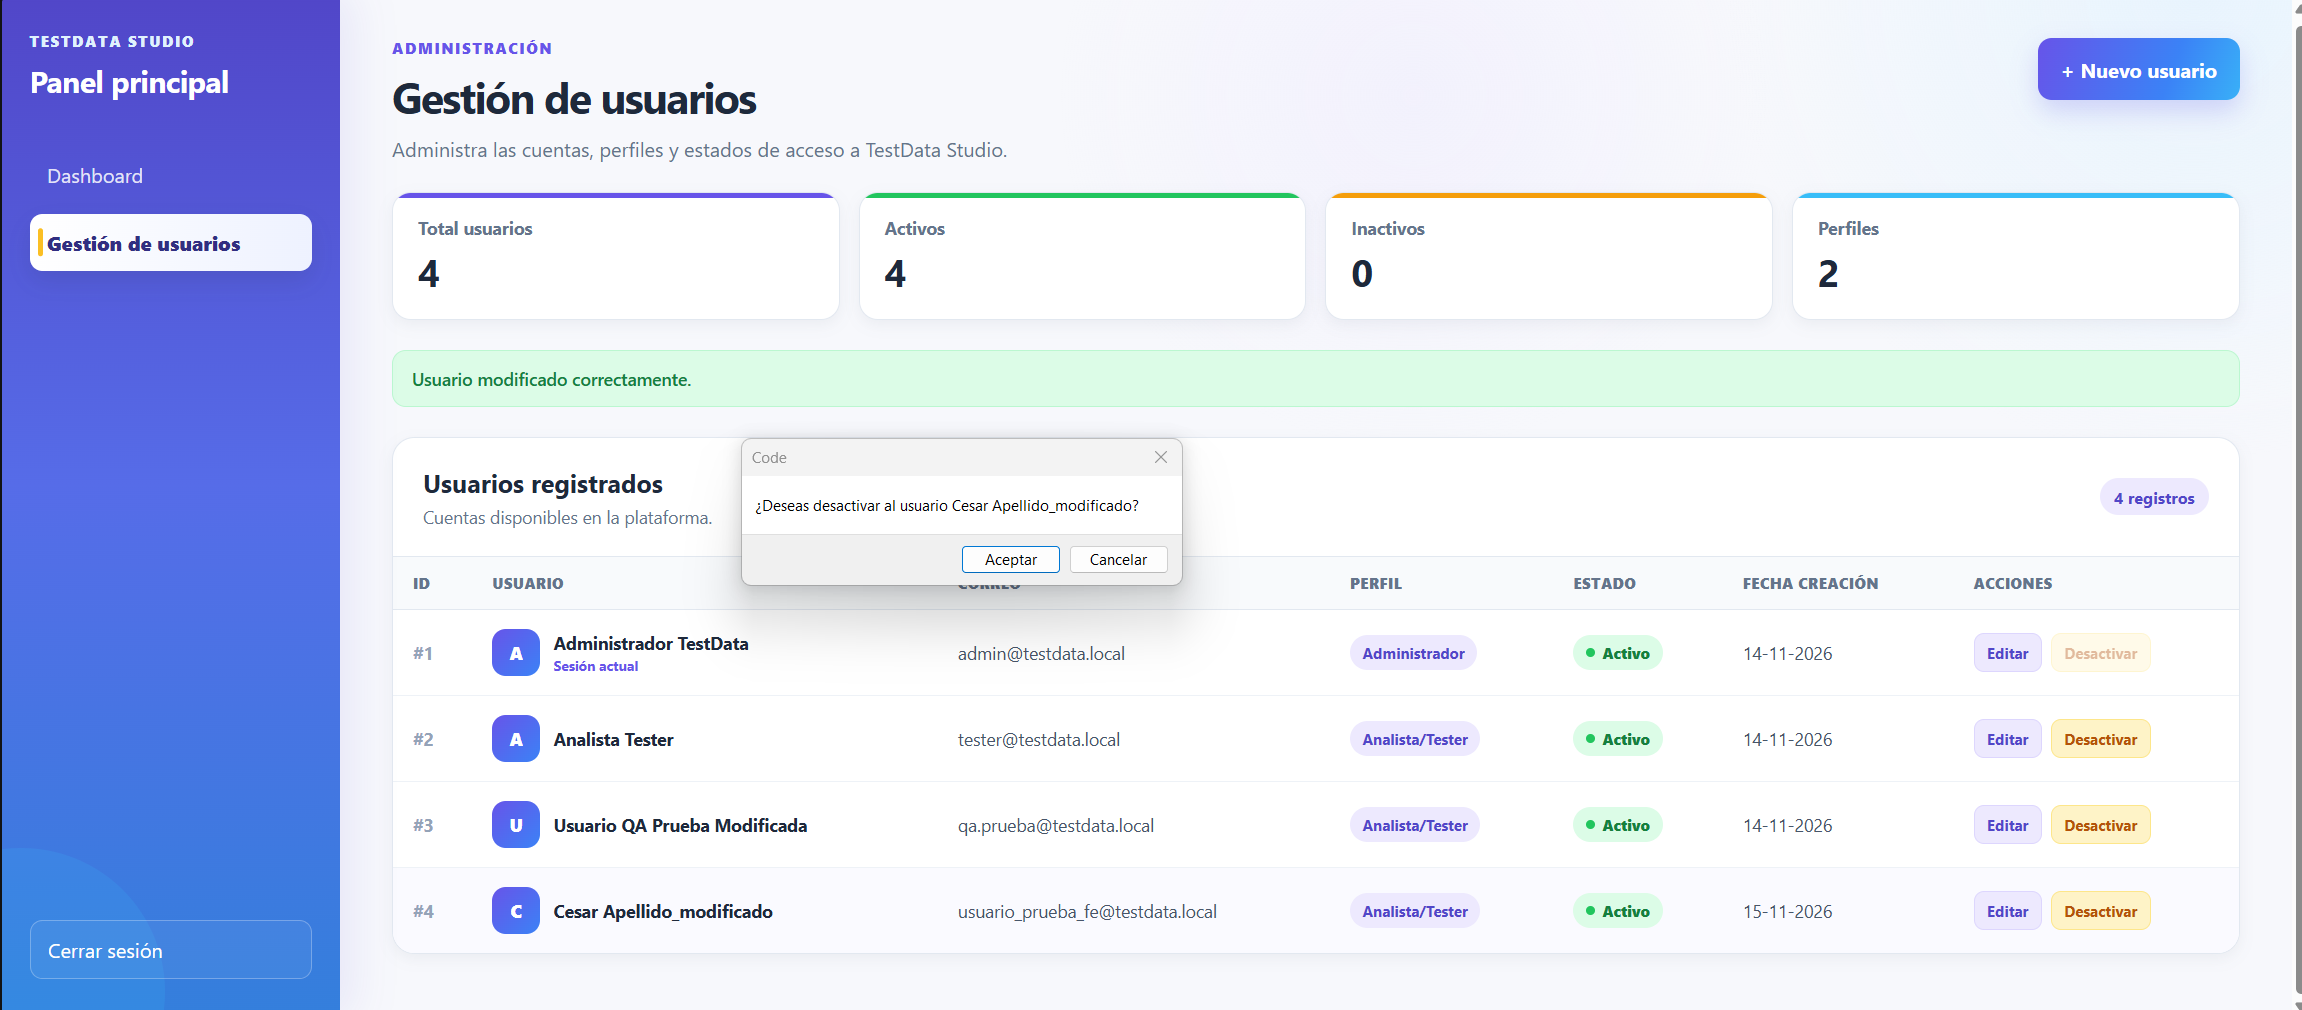 TESTDATA STUDIO
Panel principal
Dashboard
Gestión de usuarios
Cerrar sesión
ADMINISTRACIÓN
Gestión de usuarios
Administra las cuentas, perfiles y estados de acceso a TestData Studio.
+ Nuevo usuario
Total usuarios
4
Activos
4
Inactivos
0
Perfiles
2
Usuario modificado correctamente.
Usuarios registrados
Cuentas disponibles en la plataforma.
4 registros
Code
¿Deseas desactivar al usuario Cesar Apellido_modificado?
Aceptar Cancelar
ID USUARIO CORREO PERFIL ESTADO FECHA CREACIÓN ACCIONES
#1 A Administrador TestData admin@testdata.local Administrador Activo 14-11-2026 Editar Desactivar
Sesión actual
#2 A Analista Tester tester@testdata.local Analista/Tester Activo 14-11-2026 Editar Desactivar
#3 U Usuario QA Prueba Modificada qa.prueba@testdata.local Analista/Tester Activo 14-11-2026 Editar Desactivar
#4 C Cesar Apellido_modificado usuario_prueba_fe@testdata.local Analista/Tester Activo 15-11-2026 Editar Desactivar